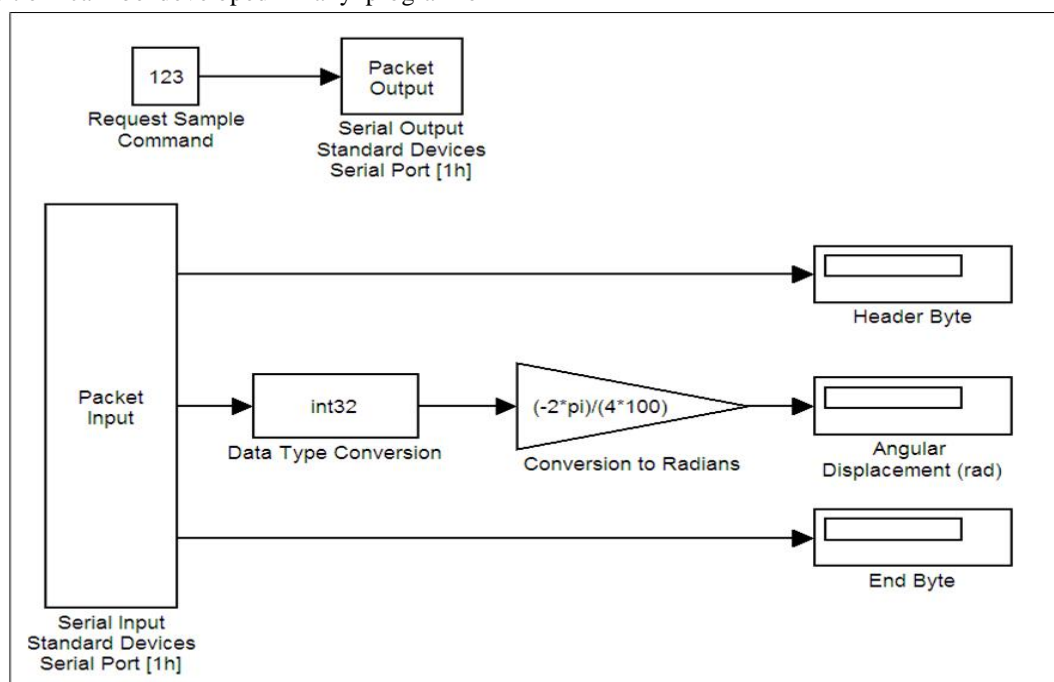 123
Request Sample
Command
Packet
Output
Serial Output
Standard Devices
Serial Port [1h]
Packet
Input
Serial Input
Standard Devices
Serial Port [1h]
int32
Data Type Conversion
(-2*pi)/(4*100)
Conversion to Radians
Header Byte
Angular
Displacement (rad)
End Byte